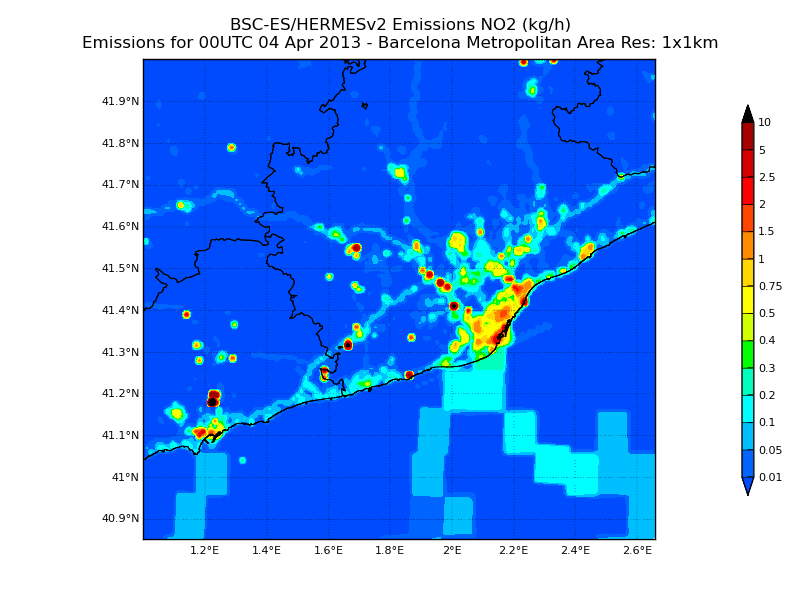 BSC-ES/HERMESv2 Emissions NO2 (kg/h)
Emissions for 00UTC 04 Apr 2013 - Barcelona Metropolitan Area Res: 1x1km
41.9°N
41.8°N
41.7°N
41.6°N
41.5°N
41.4°N
41.3°N
41.2°N
41.1°N
41°N
40.9°N
1.2°E 1.4°E 1.6°E 1.8°E 2°E 2.2°E 2.4°E 2.6°E
10
5
2.5
2
1.5
1
0.75
0.5
0.4
0.3
0.2
0.1
0.05
0.01